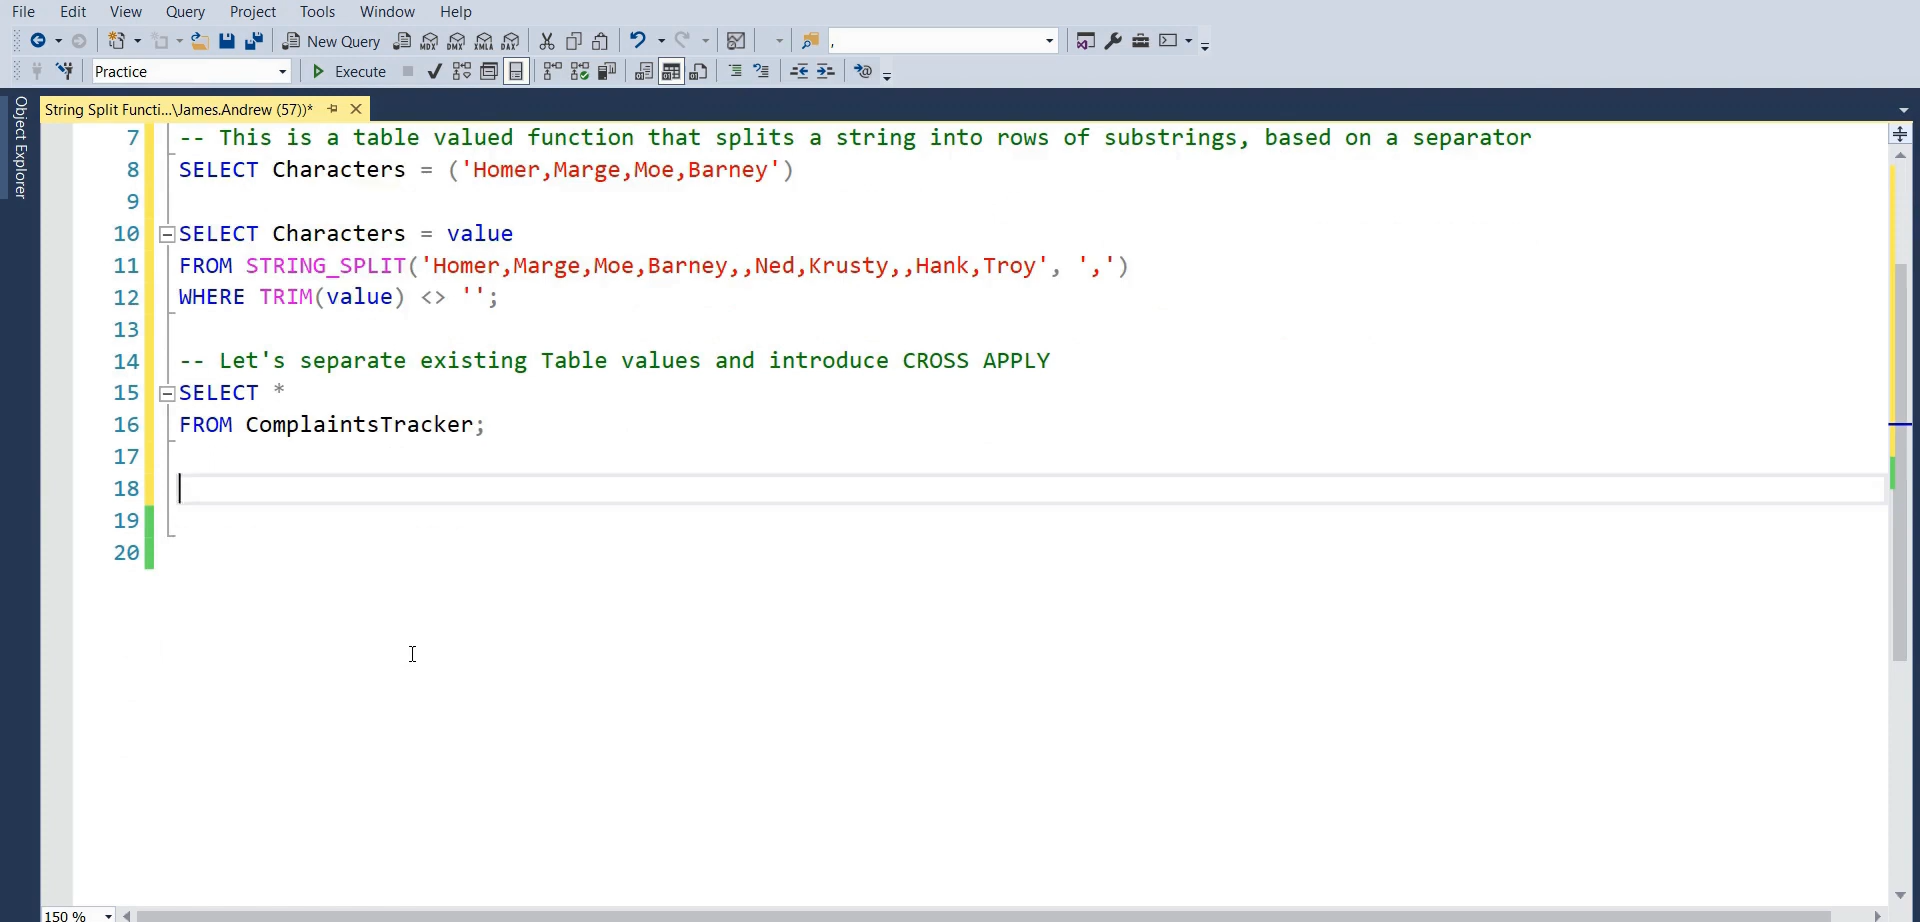 File Edit View Query Project Tools Window Help
New Query MDX DMX XMLA DAX ,
Practice Execute
Object Explorer
String Split Functi...\James.Andrew (57))*
7 -- This is a table valued function that splits a string into rows of substrings, based on a separator
8 SELECT Characters = ('Homer,Marge,Moe,Barney')
9
10 SELECT Characters = value
11 FROM STRING_SPLIT('Homer,Marge,Moe,Barney,,Ned,Krusty,,Hank,Troy', ',')
12 WHERE TRIM(value) <> '';
13
14 -- Let's separate existing Table values and introduce CROSS APPLY
15 SELECT *
16 FROM ComplaintsTracker;
17
18
19
20
150 %